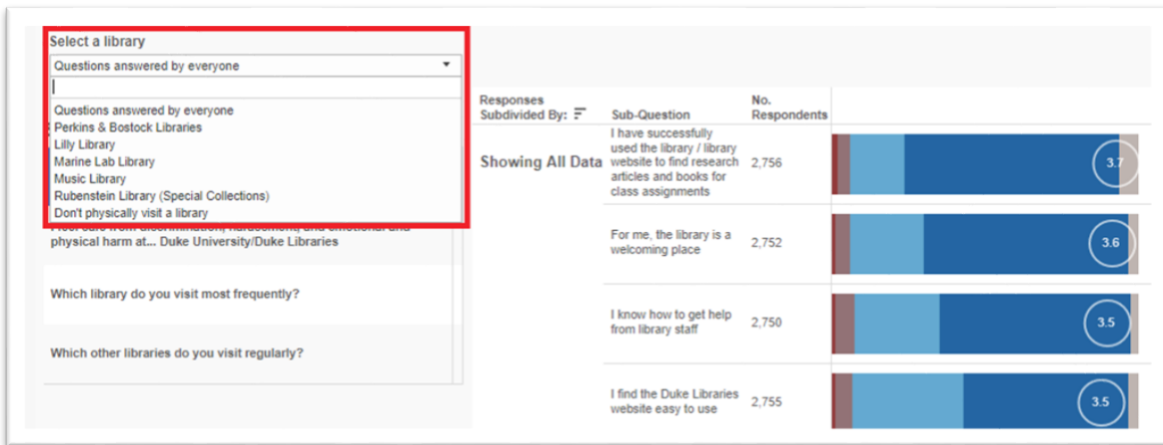 Select a library
Questions answered by everyone
Questions answered by everyone
Perkins & Bostock Libraries
Lilly Library
Marine Lab Library
Music Library
Rubenstein Library (Special Collections)
Don't physically visit a library
physical harm at... Duke University/Duke Libraries
Which library do you visit most frequently?
Which other libraries do you visit regularly?
Responses
Subdivided By:
Sub-Question
No.
Respondents
Showing All Data
I have successfully
used the library / library
website to find research
articles and books for
class assignments
2,756
3.7
For me, the library is a
welcoming place
2,752
3.6
I know how to get help
from library staff
2,750
3.5
I find the Duke Libraries
website easy to use
2,755
3.5